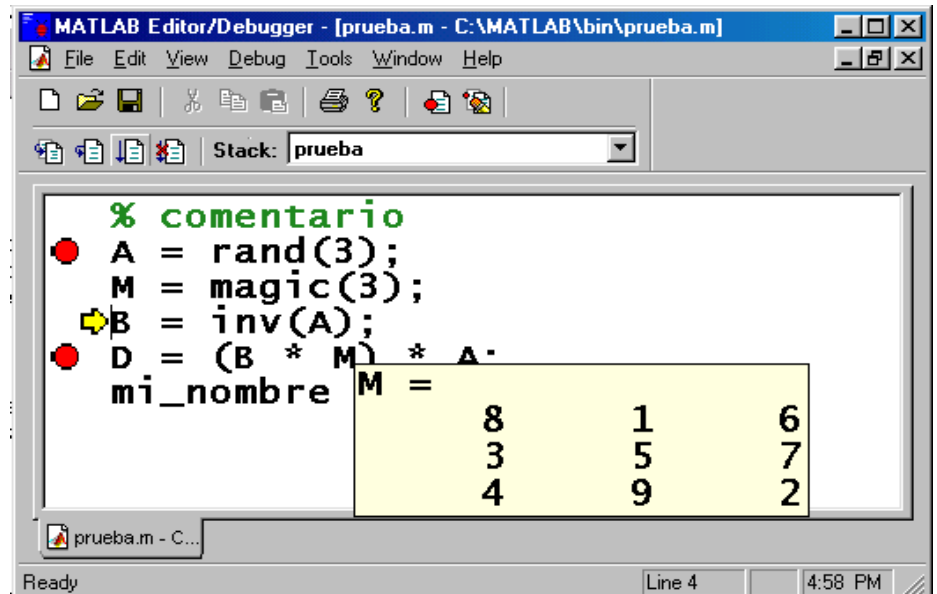 MATLAB Editor/Debugger - [prueba.m - C:\MATLAB\bin\prueba.m]
File Edit View Debug Tools Window Help
Stack: prueba
% comentario
A = rand(3);
M = magic(3);
B = inv(A);
D = (B * M) * A;
mi_nombre
M =
8 1 6
3 5 7
4 9 2
prueba.m - C...
Ready Line 4 4:58 PM